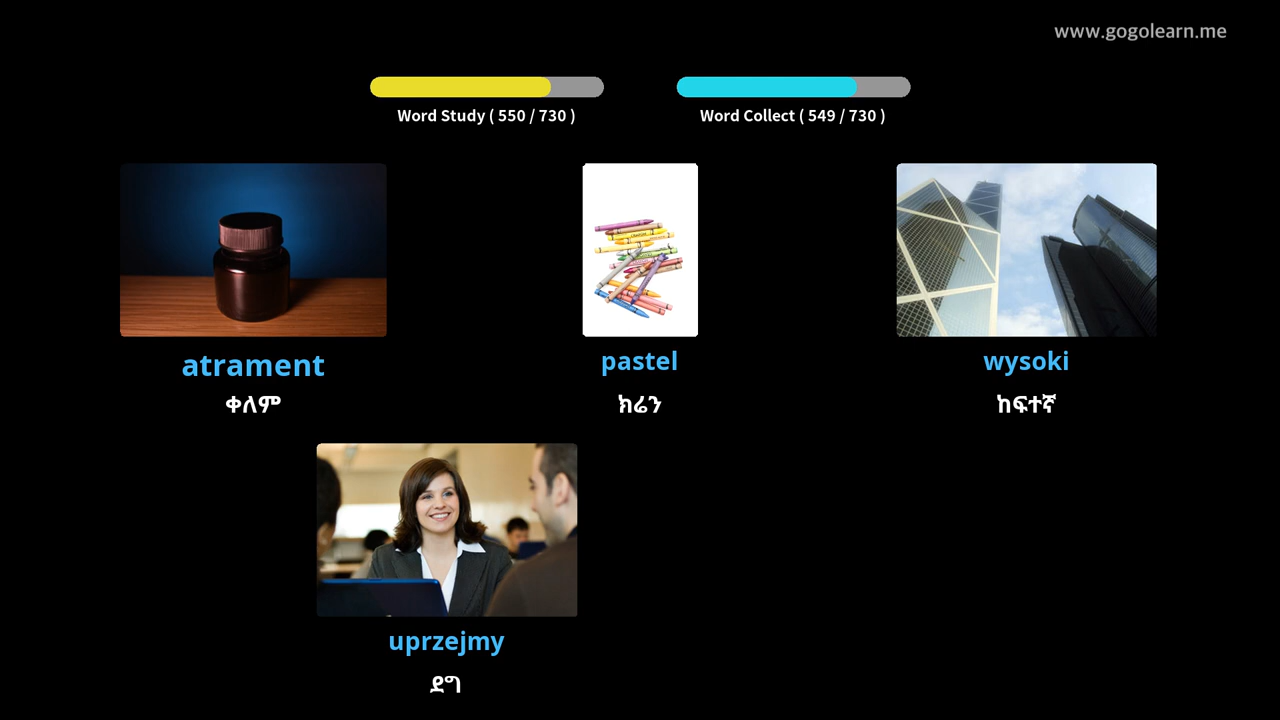 www.gogolearn.me
Word Study ( 550 / 730 )
Word Collect ( 549 / 730 )
atrament
ቀለም
pastel
ክሬን
wysoki
ከፍተኛ
uprzejmy
ደግ